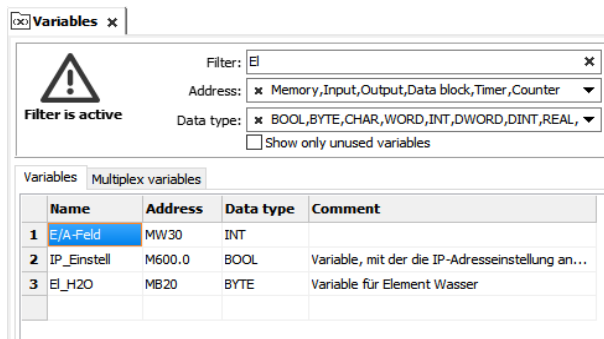 Variables
Filter: El
Address: Memory,Input,Output,Data block,Timer,Counter
Filter is active
Data type: BOOL,BYTE,CHAR,WORD,INT,DWORD,DINT,REAL,
Show only unused variables
Variables Multiplex variables
Name Address Data type Comment
1 E/A-Feld MW30 INT
2 IP_Einstell M600.0 BOOL Variable, mit der die IP-Adresseinstellung an...
3 El_H2O MB20 BYTE Variable für Element Wasser